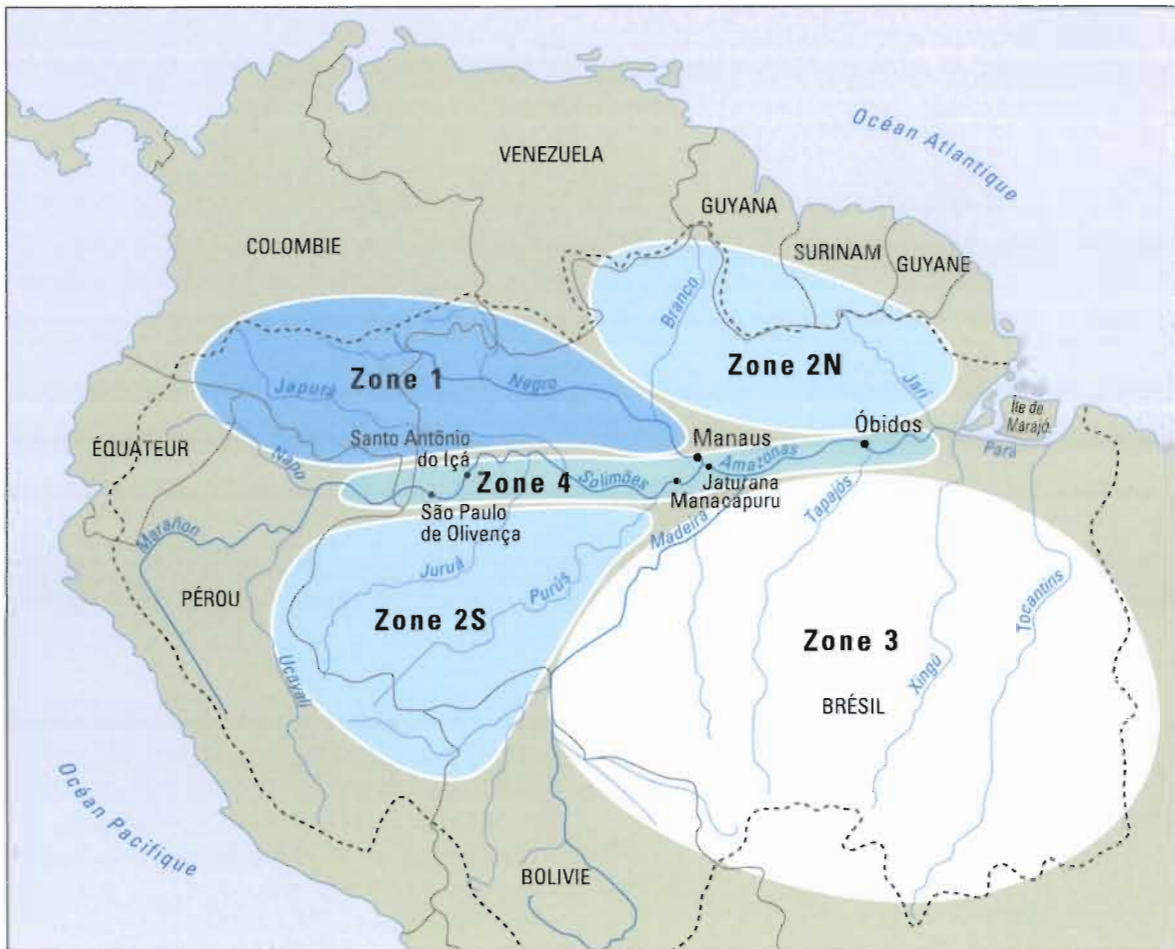 Océan Atlantique
VENEZUELA
GUYANA
COLOMBIE
SURINAM
GUYANE
Branco
Zone 2N
Zone 1
Negro
Japurá
Jari
Île de
Marajó
Óbidos
ÉQUATEUR
Santo Antônio
do Içá
Manaus
Amazonas
Pará
Napo
Zone 4
Solimões
Jaturana
Manacapuru
São Paulo
de Olivença
Marañon
Madeira
Tapajós
Juruá
Purús
PÉROU
Zone 2S
Zone 3
Tocantins
Xingú
Ucayali
BRÉSIL
Océan Pacifique
BOLIVIE